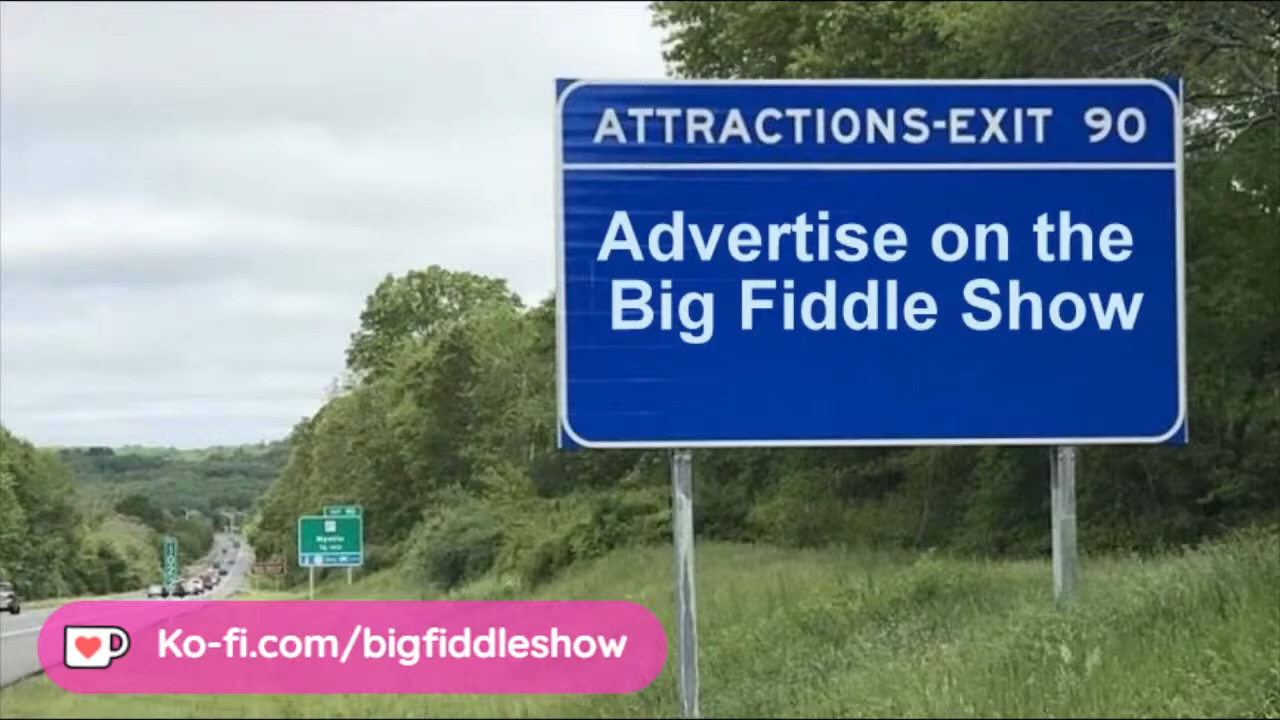 ATTRACTIONS-EXIT 90
Advertise on the
Big Fiddle Show
Ko-fi.com/bigfiddleshow